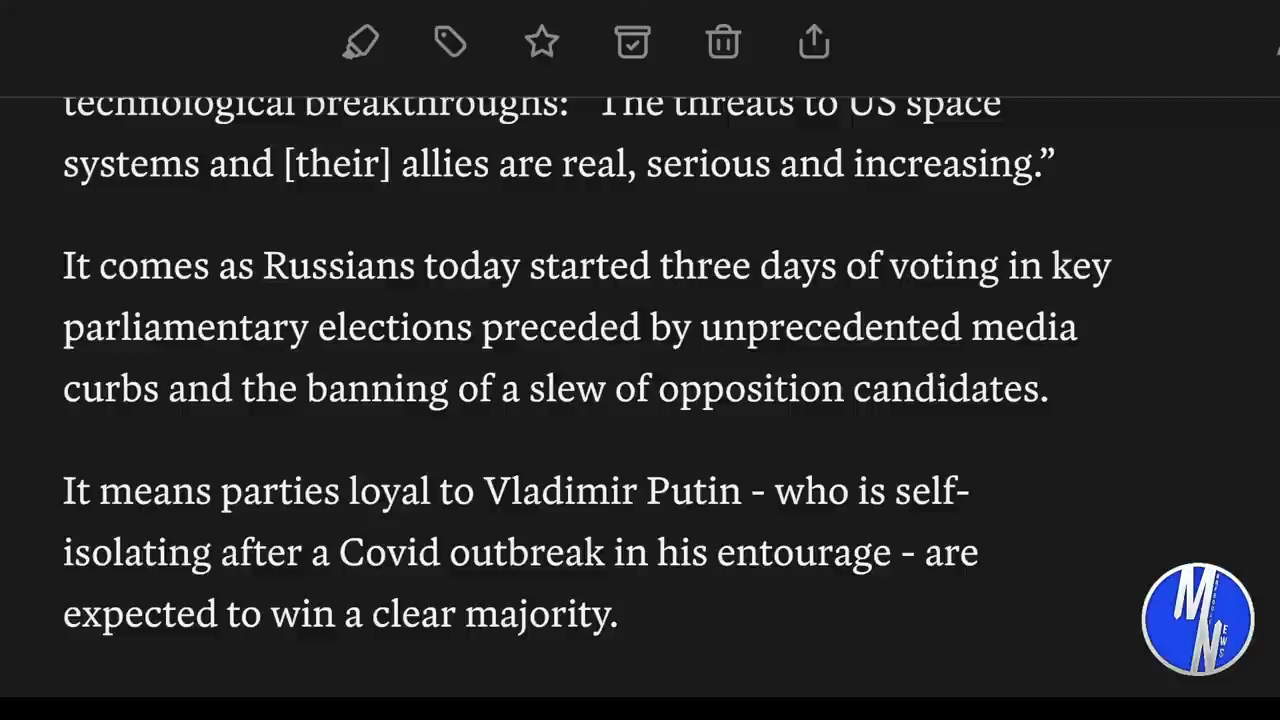 technological breakthroughs: "The threats to US space
systems and [their] allies are real, serious and increasing.”
It comes as Russians today started three days of voting in key
parliamentary elections preceded by unprecedented media
curbs and the banning of a slew of opposition candidates.
It means parties loyal to Vladimir Putin - who is self-
isolating after a Covid outbreak in his entourage - are
expected to win a clear majority.
M
N
EWS